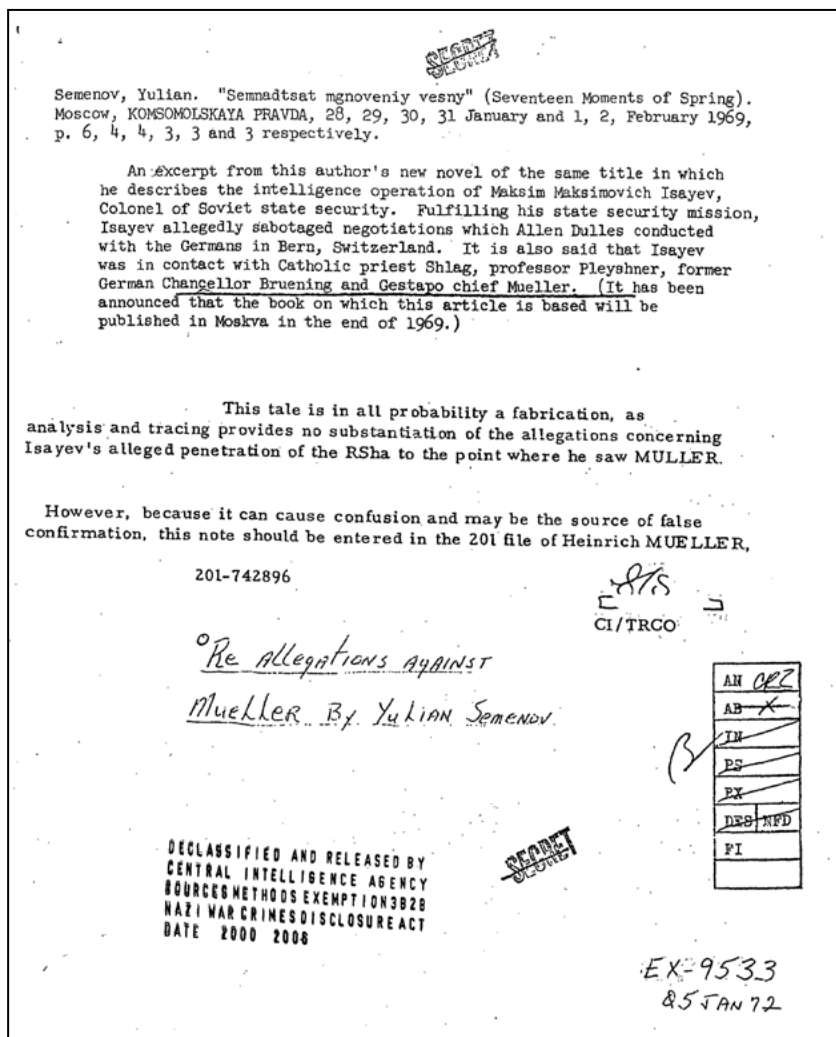 SECRET
Semenov, Yulian. "Semnadtsat mgnoveniy vesny" (Seventeen Moments of Spring).
Moscow, KOMSOMOLSKAYA PRAVDA, 28, 29, 30, 31 January and 1, 2, February 1969,
p. 6, 4, 4, 3, 3 and 3 respectively.
An excerpt from this author's new novel of the same title in which
he describes the intelligence operation of Maksim Maksimovich Isayev,
Colonel of Soviet state security. Fulfilling his state security mission,
Isayev allegedly sabotaged negotiations which Allen Dulles conducted
with the Germans in Bern, Switzerland. It is also said that Isayev
was in contact with Catholic priest Shlag, professor Pleyshner, former
German Chancellor Bruening and Gestapo chief Mueller. (It has been
announced that the book on which this article is based will be
published in Moskva in the end of 1969.)
This tale is in all probability a fabrication, as
analysis and tracing provides no substantiation of the allegations concerning
Isayev's alleged penetration of the RSha to the point where he saw MULLER.
However, because it can cause confusion and may be the source of false
confirmation, this note should be entered in the 201 file of Heinrich MUELLER,
201-742896
CI/TRCO
Re Allegations Against
Mueller By Yulian Semenov.
AN
AB X
IN
PS
PX
DES NFD
FI
SECRET
DECLASSIFIED AND RELEASED BY
CENTRAL INTELLIGENCE AGENCY
SOURCES METHODS EXEMPTION 3B2B
NAZI WAR CRIMES DISCLOSURE ACT
DATE 2000 2006
EX-9533
25 JAN 72